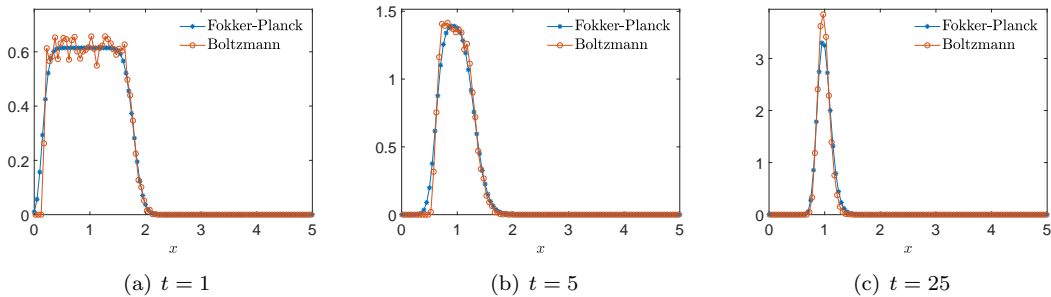 Fokker-Planck
Boltzmann
0.6
0.4
0.2
0
0 1 2 3 4 5
x
(a) t = 1
Fokker-Planck
Boltzmann
1.5
1
0.5
0
0 1 2 3 4 5
x
(b) t = 5
Fokker-Planck
Boltzmann
3
2
1
0
0 1 2 3 4 5
x
(c) t = 25